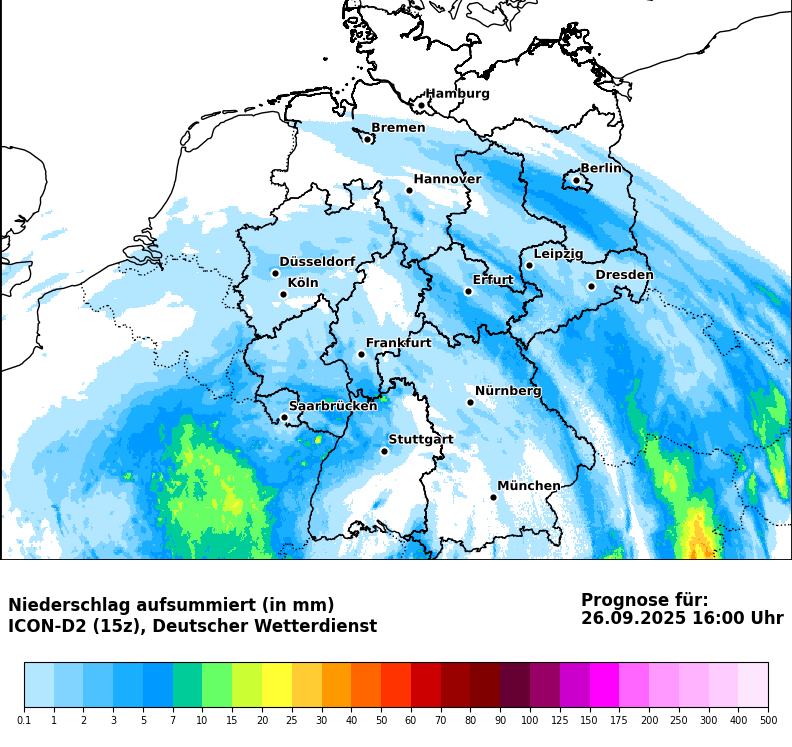 Hamburg
Bremen
Berlin
Hannover
Leipzig
Düsseldorf
Dresden
Köln
Erfurt
Frankfurt
Nürnberg
Saarbrücken
Stuttgart
München
Niederschlag aufsummiert (in mm)
ICON-D2 (15z), Deutscher Wetterdienst
Prognose für:
26.09.2025 16:00 Uhr
0.1 1 2 3 5 7 10 15 20 25 30 40 50 60 70 80 90 100 125 150 175 200 250 300 400 500